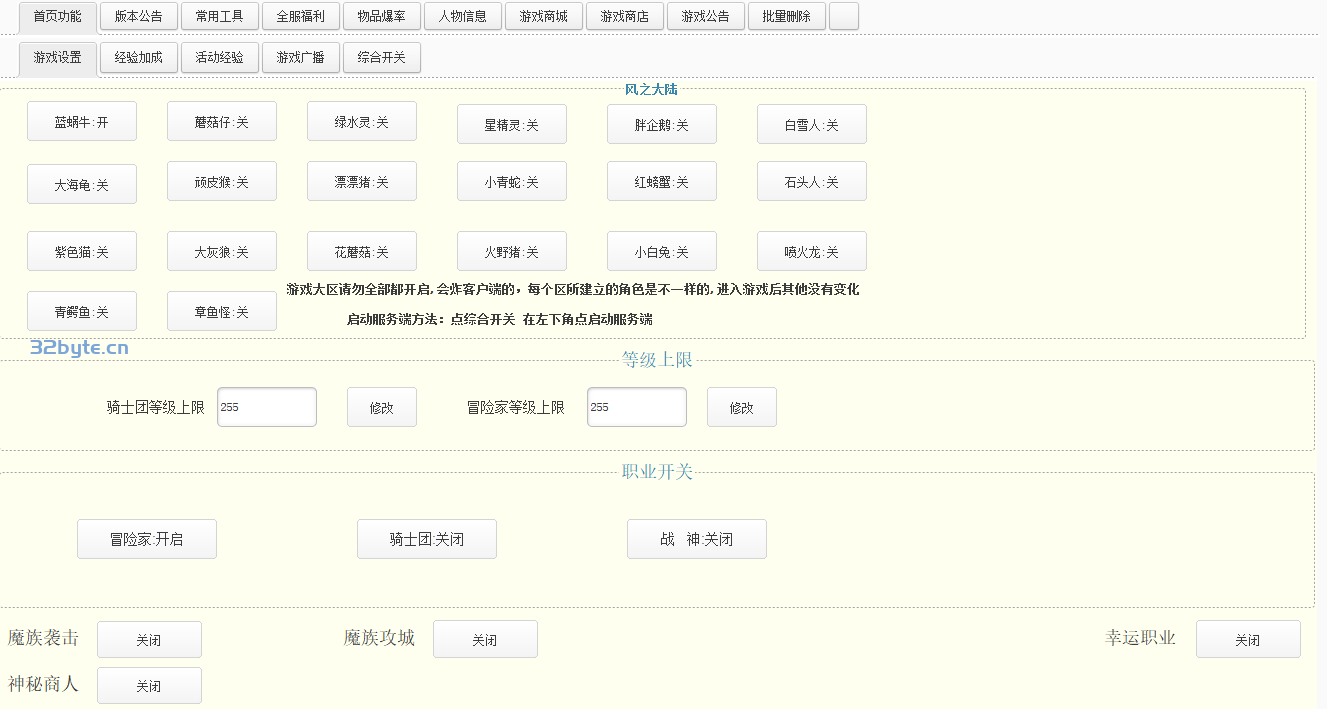 首页功能 版本公告 常用工具 全服福利 物品爆率 人物信息 游戏商城 游戏商店 游戏公告 批量删除
游戏设置 经验加成 活动经验 游戏广播 综合开关
风之大陆
蓝蜗牛:开 蘑菇仔:关 绿水灵:关 星精灵:关 胖企鹅:关 白雪人:关
大海龟:关 顽皮猴:关 漂漂猪:关 小青蛇:关 红螃蟹:关 石头人:关
紫色猫:关 大灰狼:关 花蘑菇:关 火野猪:关 小白兔:关 喷火龙:关
青鳄鱼:关 章鱼怪:关
游戏大区请勿全部都开启,会炸客户端的，每个区所建立的角色是不一样的,进入游戏后其他没有变化
启动服务端方法：点综合开关 在左下角点启动服务端
32byte.cn
等级上限
骑士团等级上限 255 修改 冒险家等级上限 255 修改
职业开关
冒险家:开启 骑士团:关闭 战 神:关闭
魔族袭击 关闭 魔族攻城 关闭 幸运职业 关闭
神秘商人 关闭